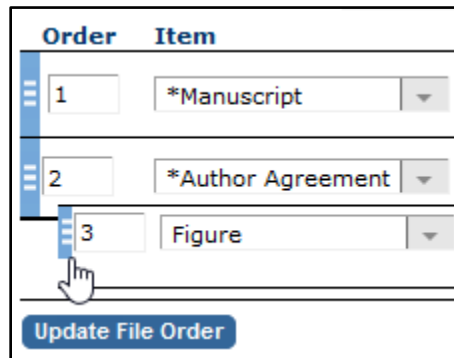 Order Item
1 *Manuscript
2 *Author Agreement
3 Figure
Update File Order